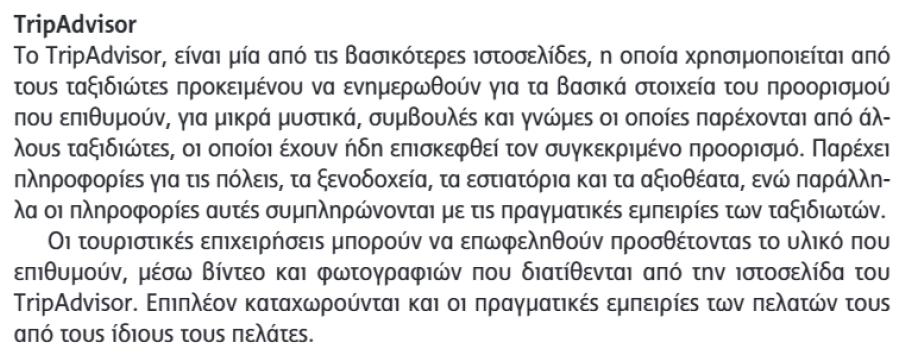 TripAdvisor
Το TripAdvisor, είναι μία από τις βασικότερες ιστοσελίδες, η οποία χρησιμοποιείται από
τους ταξιδιώτες προκειμένου να ενημερωθούν για τα βασικά στοιχεία του προορισμού
που επιθυμούν, για μικρά μυστικά, συμβουλές και γνώμες οι οποίες παρέχονται από άλ-
λους ταξιδιώτες, οι οποίοι έχουν ήδη επισκεφθεί τον συγκεκριμένο προορισμό. Παρέχει
πληροφορίες για τις πόλεις, τα ξενοδοχεία, τα εστιατόρια και τα αξιοθέατα, ενώ παράλλη-
λα οι πληροφορίες αυτές συμπληρώνονται με τις πραγματικές εμπειρίες των ταξιδιωτών.
Οι τουριστικές επιχειρήσεις μπορούν να επωφεληθούν προσθέτοντας το υλικό που
επιθυμούν, μέσω βίντεο και φωτογραφιών που διατίθενται από την ιστοσελίδα του
TripAdvisor. Επιπλέον καταχωρούνται και οι πραγματικές εμπειρίες των πελατών τους
από τους ίδιους τους πελάτες.